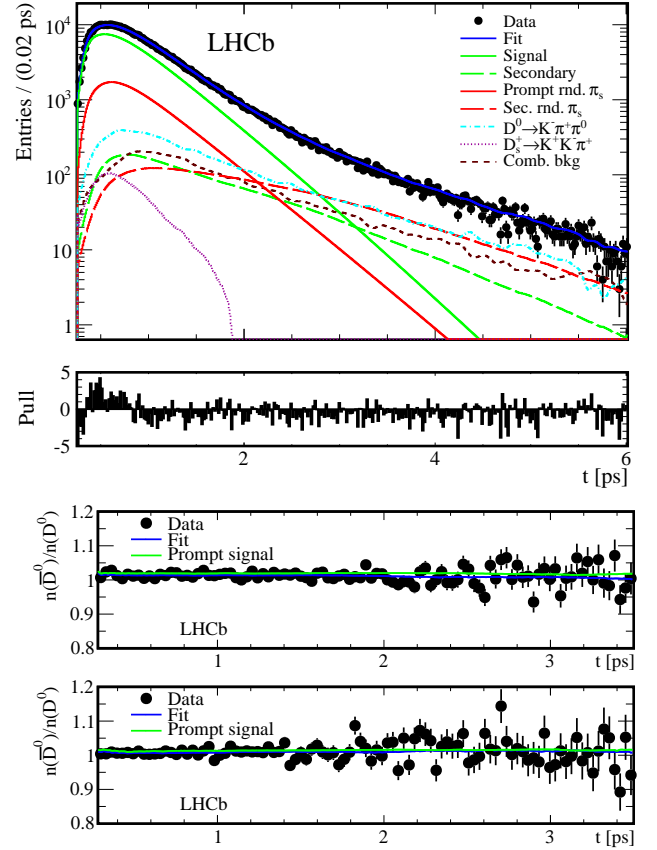 Entries / (0.02 ps)
10⁴
10³
10²
10
1
LHCb
Data
Fit
Signal
Secondary
Prompt rnd. πₛ
Sec. rnd. πₛ
D⁰→K⁻π⁺π⁰
Dₛ⁺→K⁺K⁻π⁺
Comb. bkg
Pull
5
0
-5
2
4
6
t [ps]
n(D̅⁰)/n(D⁰)
1.2
1.1
1.0
0.9
0.8
Data
Fit
Prompt signal
LHCb
1
2
3
t [ps]
n(D̅⁰)/n(D⁰)
1.2
1.1
1.0
0.9
0.8
Data
Fit
Prompt signal
LHCb
1
2
3
t [ps]